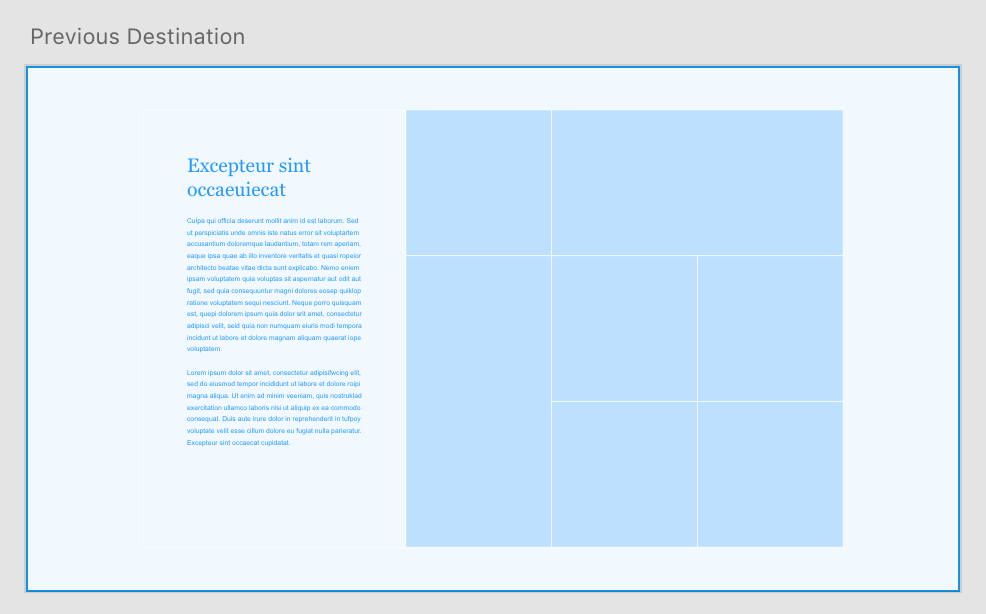 Previous Destination
Excepteur sint
occaeuiecat
Culpa qui officia deserunt mollit anim id est laborum. Sed
ut perspiciatis unde omnis iste natus error sit voluptartem
accusantium doloremque laudantium, totam rem aperiam,
eaque ipsa quae ab illo inventore veritatis et quasi ropeior
architecto beatae vitae dicta sunt explicabo. Nemo eniem
ipsam voluptatem quia voluptas sit aspernatur aut odit aut
fugit, sed quia consequuntur magni dolores eosep quiklop
ratione voluptatem sequi nesciunt. Neque porro quisquam
est, quepi dolorem ipsum quia dolor srit amet, consectetur
adipisci velit, seid quia non numquam eiuris modi tempora
incidunt ut labore et dolore magnam aliquam quaerat iope
voluptatem.
Lorem ipsum dolor sit amet, consectetur adipisifwcing elit,
sed do eiusmod tempor incididunt ut labore et dolore roipi
magna aliqua. Ut enim ad minim veeniam, quis nostruklad
exercitation ullamco laboris nisi ut aliquip ex ea commodo
consequat. Duis aute irure dolor in reprehenderit in tufpoy
voluptate velit esse cillum dolore eu fugiat nulla parieratur.
Excepteur sint occaecat cupidatat.